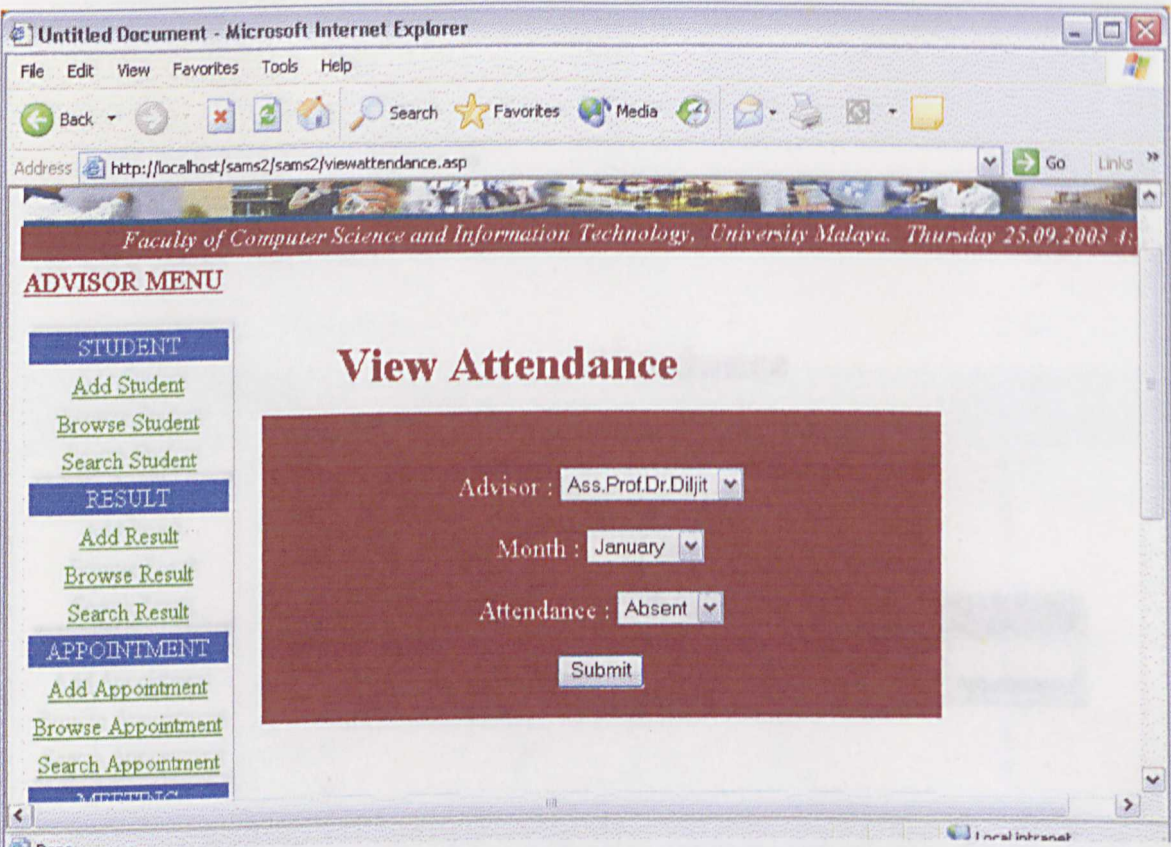 Untitled Document - Microsoft Internet Explorer
File Edit View Favorites Tools Help
Back Search Favorites Media
Address http://localhost/sams2/sams2/viewattendance.asp Go Links »
Faculty of Computer Science and Information Technology, University Malaya. Thursday 25.09.2003 4:
ADVISOR MENU
STUDENT
Add Student
Browse Student
Search Student
RESULT
Add Result
Browse Result
Search Result
APPOINTMENT
Add Appointment
Browse Appointment
Search Appointment
MEETING
View Attendance
Advisor : Ass.Prof.Dr.Diljit
Month : January
Attendance : Absent
Submit
Local intranet